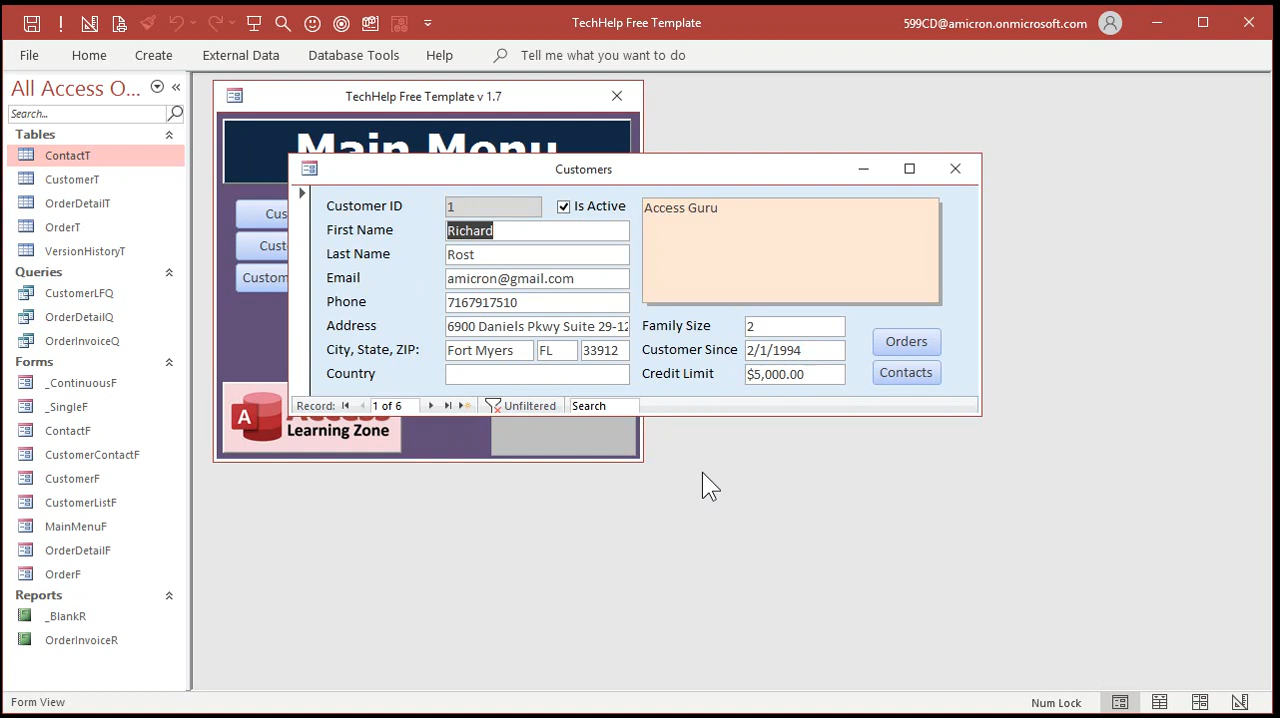 TechHelp Free Template
599CD@amicron.onmicrosoft.com
File Home Create External Data Database Tools Help Tell me what you want to do
All Access O...
Search...
Tables
ContactT
CustomerT
OrderDetailT
OrderT
VersionHistoryT
Queries
CustomerLFQ
OrderDetailQ
OrderInvoiceQ
Forms
_ContinuousF
_SingleF
ContactF
CustomerContactF
CustomerF
CustomerListF
MainMenuF
OrderDetailF
OrderF
Reports
_BlankR
OrderInvoiceR
TechHelp Free Template v 1.7
Main Menu
Cus
Cust
Custom
A
Learning Zone
Customers
Customer ID 1 Is Active
First Name Richard
Last Name Rost
Email amicron@gmail.com
Phone 7167917510
Address 6900 Daniels Pkwy Suite 29-12
City, State, ZIP: Fort Myers FL 33912
Country
Access Guru
Family Size 2
Customer Since 2/1/1994
Credit Limit $5,000.00
Orders
Contacts
Record: 1 of 6 Unfiltered Search
Form View
Num Lock